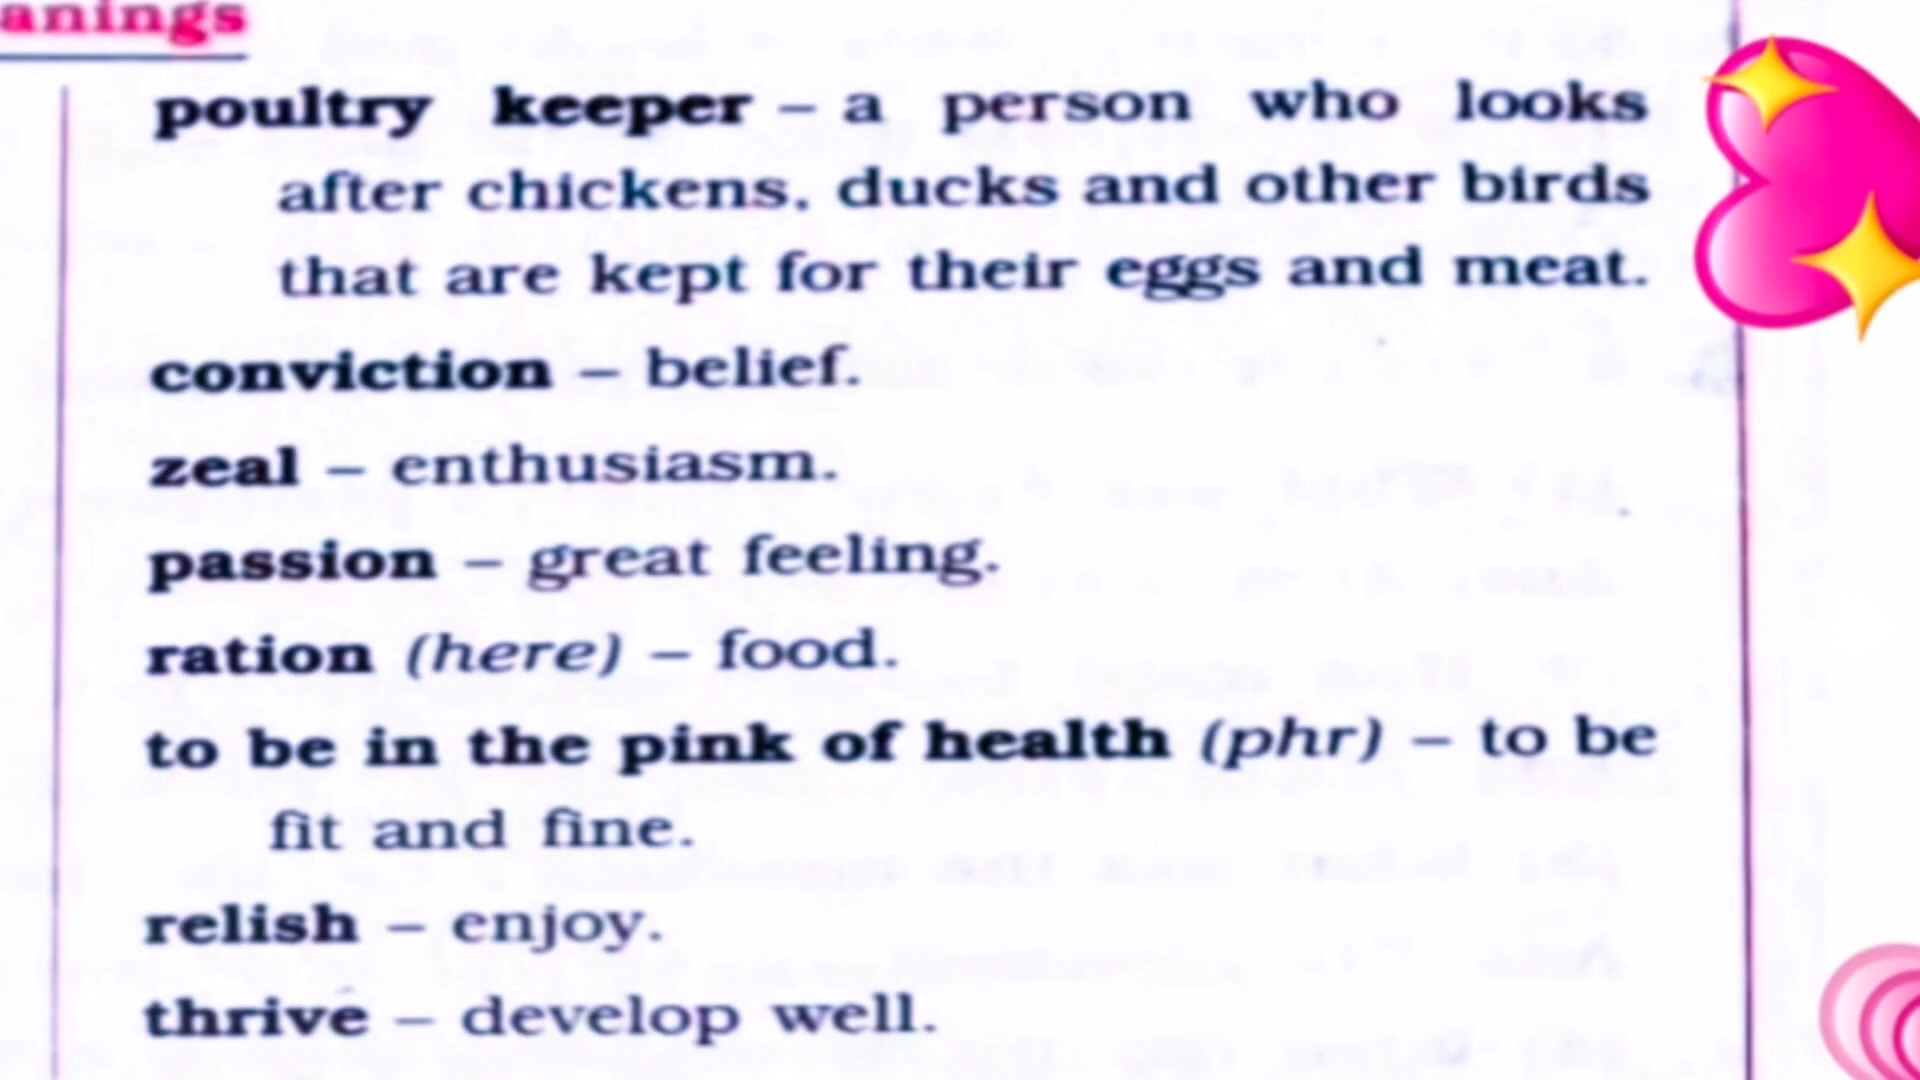 anings
poultry keeper – a person who looks
after chickens, ducks and other birds
that are kept for their eggs and meat.
conviction – belief.
zeal – enthusiasm.
passion – great feeling.
ration (here) – food.
to be in the pink of health (phr) – to be
fit and fine.
relish – enjoy.
thrive – develop well.